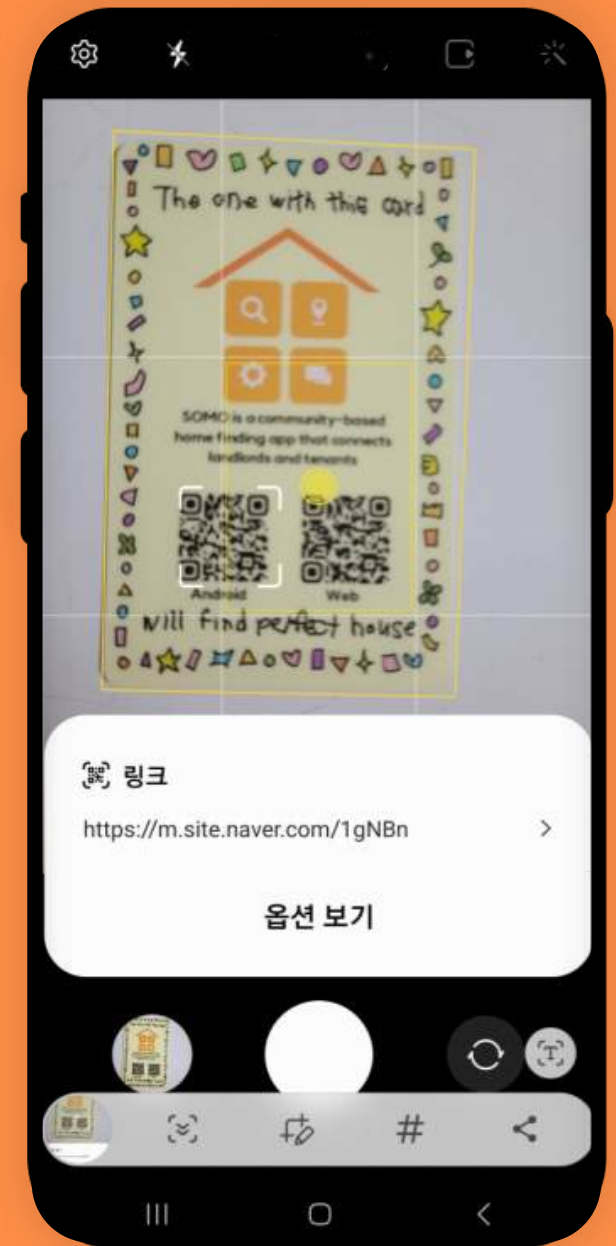 The one with this card
SOMO is a community-based
home finding app that connects
landlords and tenants
Android
Web
will find perfect house
링크
https://m.site.naver.com/1gNBn
옵션 보기